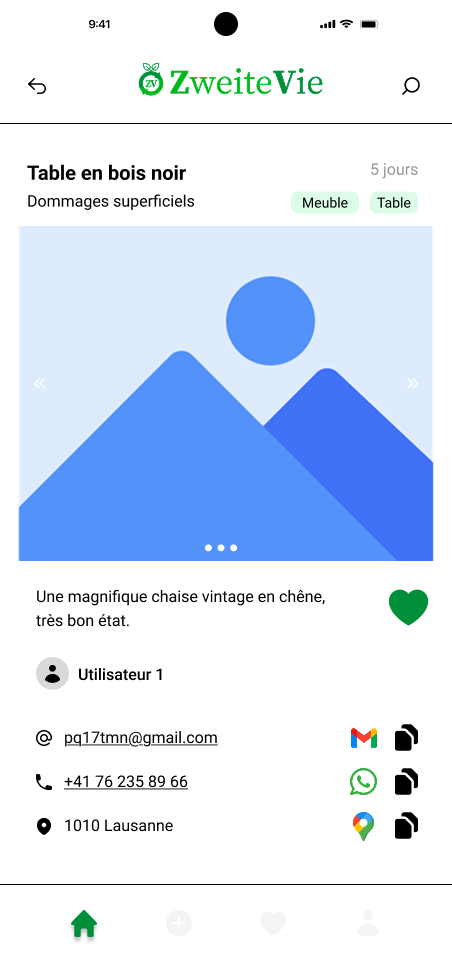 9:41
ZV ZweiteVie
Table en bois noir
5 jours
Dommages superficiels
Meuble
Table
«
»
Une magnifique chaise vintage en chêne,
très bon état.
Utilisateur 1
pq17tmn@gmail.com
+41 76 235 89 66
1010 Lausanne